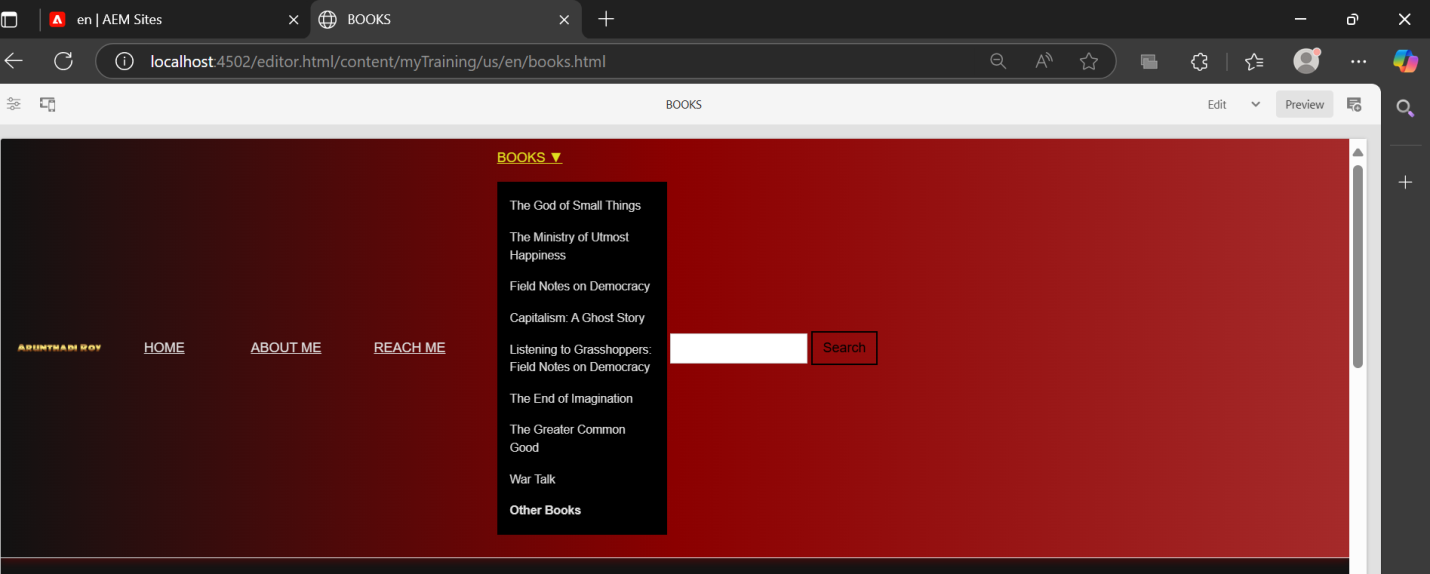 en | AEM Sites
BOOKS
localhost:4502/editor.html/content/myTraining/us/en/books.html
BOOKS
Edit
Preview
BOOKS ▼
The God of Small Things
The Ministry of Utmost
Happiness
Field Notes on Democracy
Capitalism: A Ghost Story
ARUNTHADI ROY
HOME
ABOUT ME
REACH ME
Search
Listening to Grasshoppers:
Field Notes on Democracy
The End of Imagination
The Greater Common
Good
War Talk
Other Books